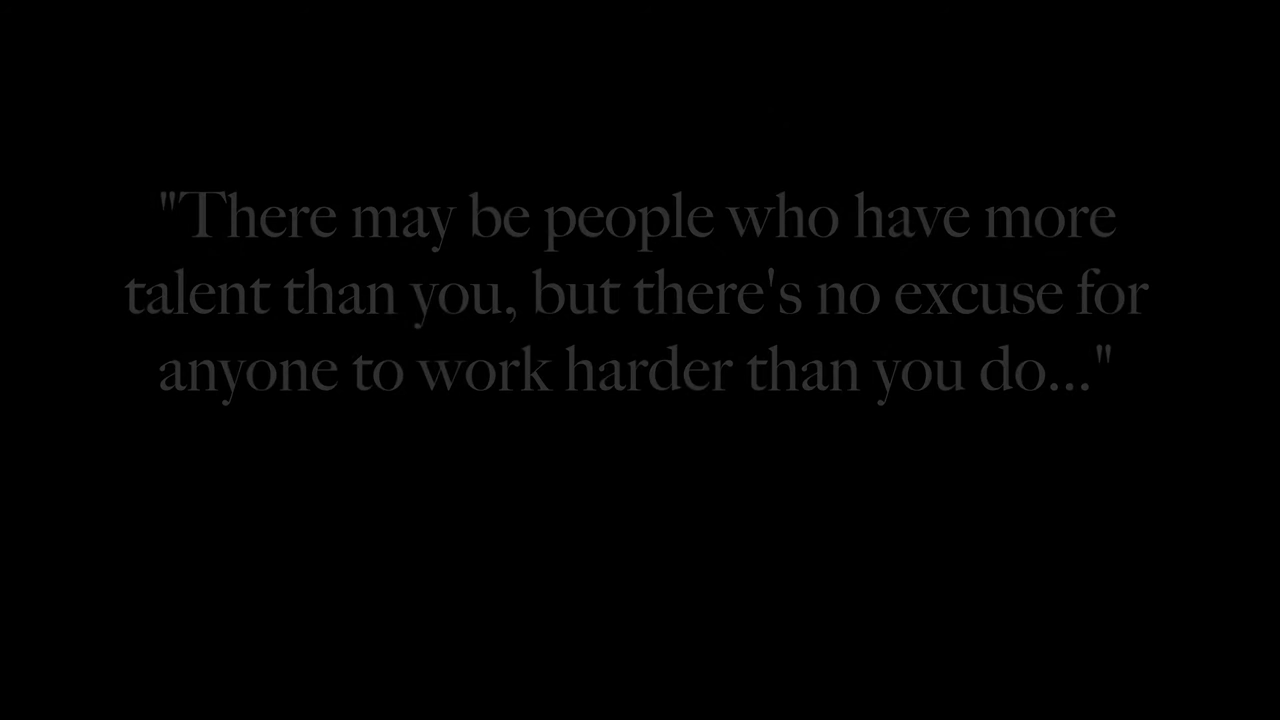 "There may be people who have more
talent than you, but there's no excuse for
anyone to work harder than you do..."